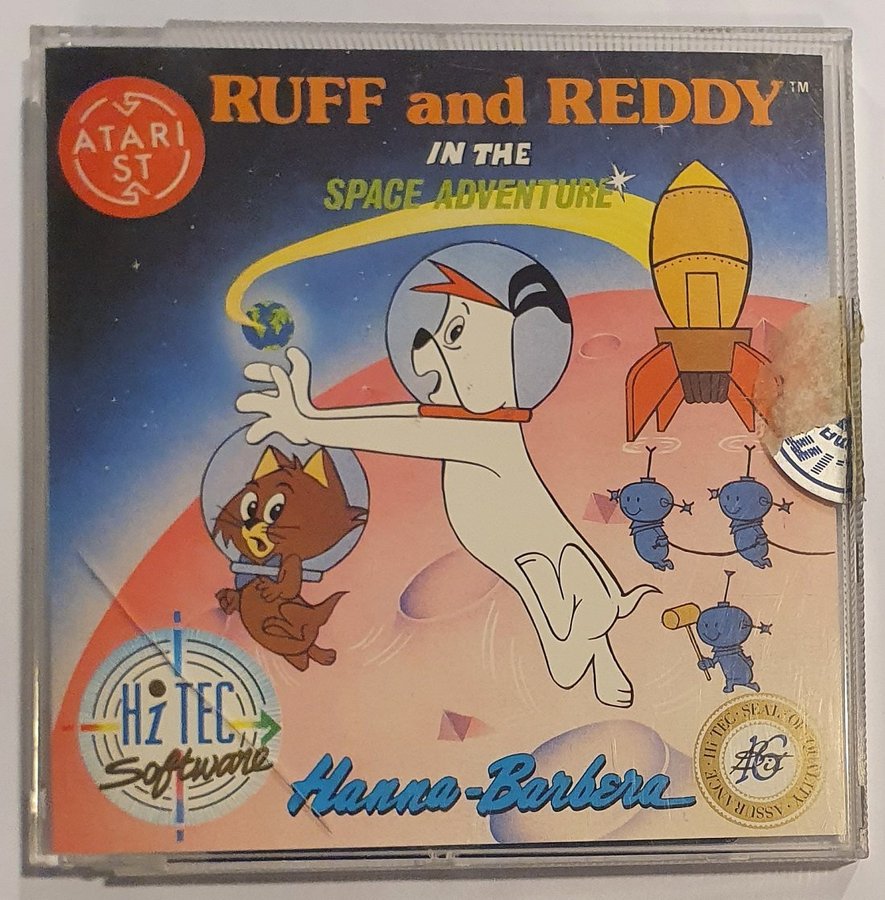 ATARI
ST
RUFF and REDDY™
IN THE
SPACE ADVENTURE
Hi TEC
Software
Hanna-Barbera
HI-TEC · SEAL · OF · QUALITY · ASSURANCE